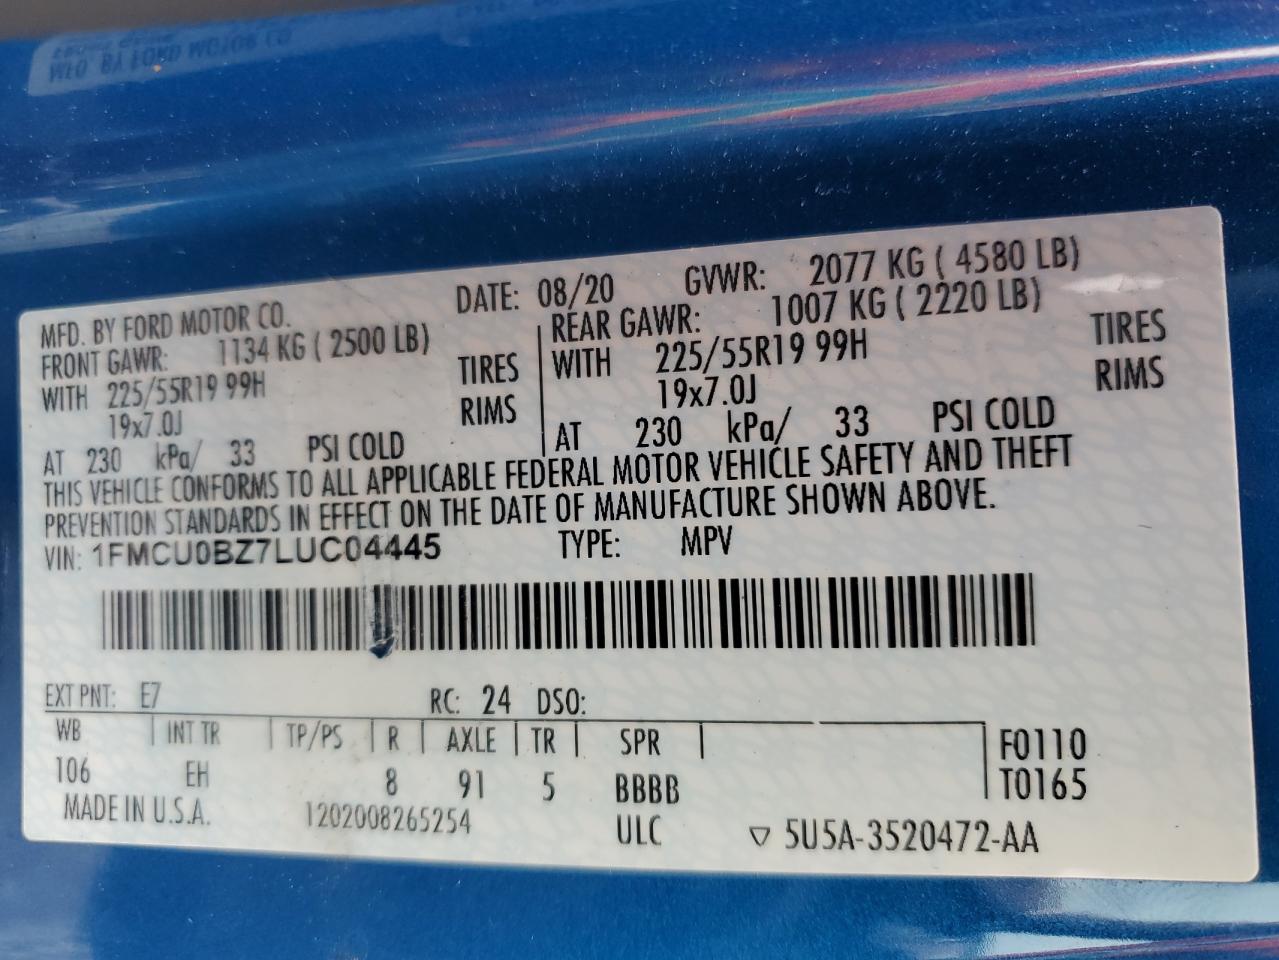 MFD. BY FORD MOTOR CO. DATE: 08/20 GVWR: 2077 KG ( 4580 LB)
FRONT GAWR: 1134 KG ( 2500 LB) REAR GAWR: 1007 KG ( 2220 LB)
WITH 225/55R19 99H TIRES WITH 225/55R19 99H TIRES
19x7.0J RIMS 19x7.0J RIMS
AT 230 kPa/ 33 PSI COLD AT 230 kPa/ 33 PSI COLD
THIS VEHICLE CONFORMS TO ALL APPLICABLE FEDERAL MOTOR VEHICLE SAFETY AND THEFT
PREVENTION STANDARDS IN EFFECT ON THE DATE OF MANUFACTURE SHOWN ABOVE.
VIN: 1FMCU0BZ7LUC04445 TYPE: MPV
EXT PNT: E7 RC: 24 DSO:
WB | INT TR | TP/PS | R | AXLE | TR | SPR | F0110
106 EH 8 91 5 BBBB T0165
MADE IN U.S.A. 1202008265254 ULC ▽ 5U5A-3520472-AA